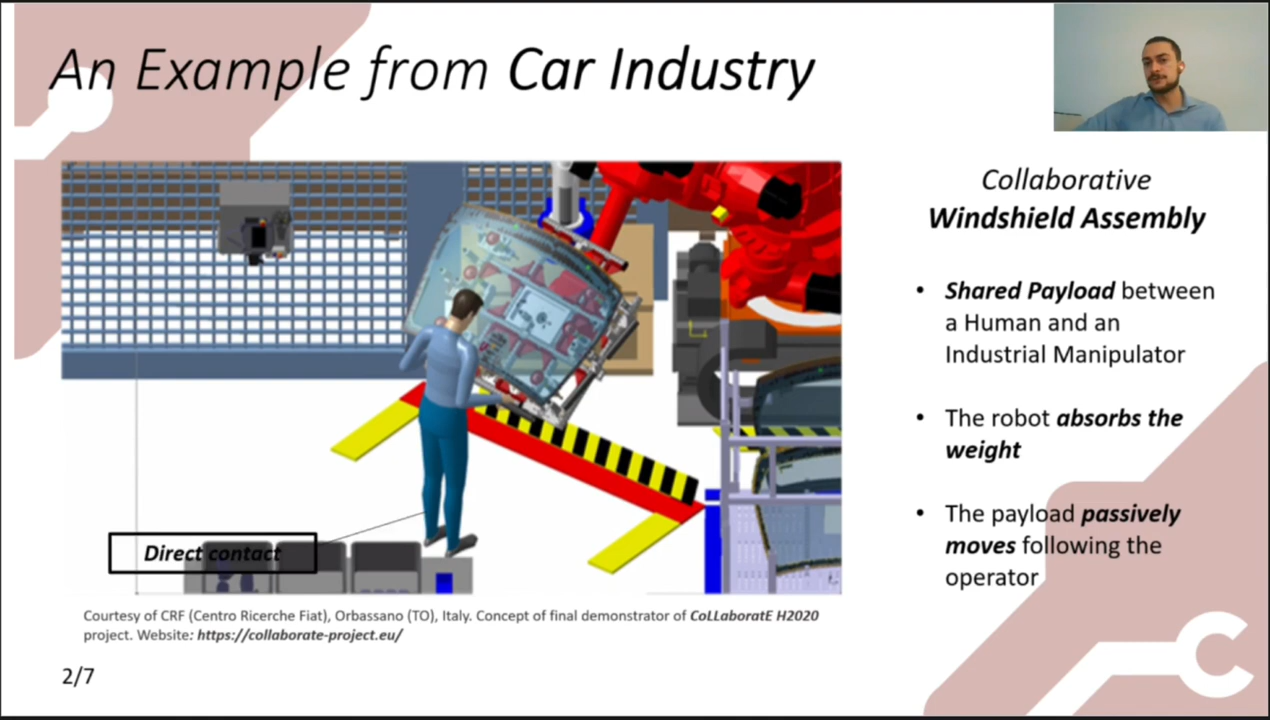 An Example from Car Industry
Collaborative
Windshield Assembly
• Shared Payload between
a Human and an
Industrial Manipulator
• The robot absorbs the
weight
• The payload passively
moves following the
operator
Direct contact
Courtesy of CRF (Centro Ricerche Fiat), Orbassano (TO), Italy. Concept of final demonstrator of CoLLaboratE H2020
project. Website: https://collaborate-project.eu/
2/7